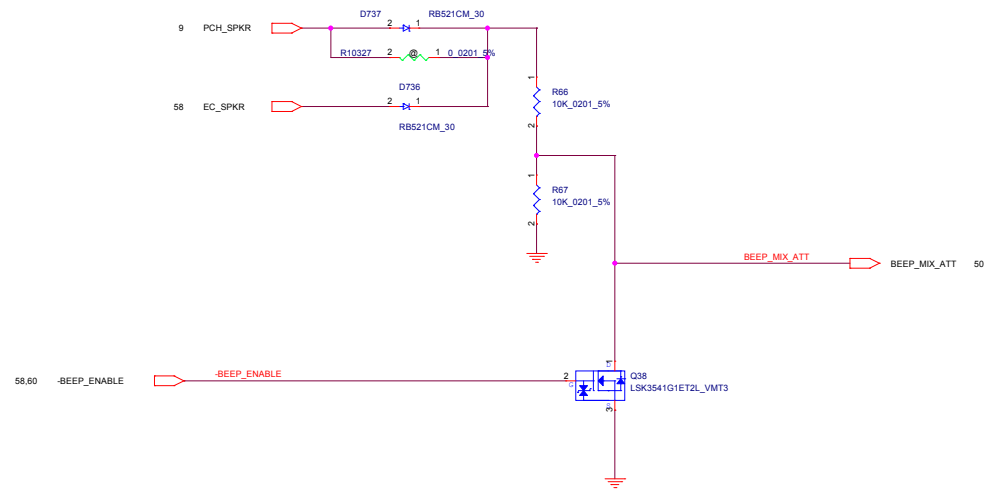 D737 RB521CM_30
9 PCH_SPKR 2 1
R10327 2 @ 1 0_0201_5%
D736
58 EC_SPKR 2 1
RB521CM_30
1
R66
10K_0201_5%
2
1
R67
10K_0201_5%
2
BEEP_MIX_ATT
BEEP_MIX_ATT 50
1
-BEEP_ENABLE
58,60 -BEEP_ENABLE
2
Q38
LSK3541G1ET2L_VMT3
3